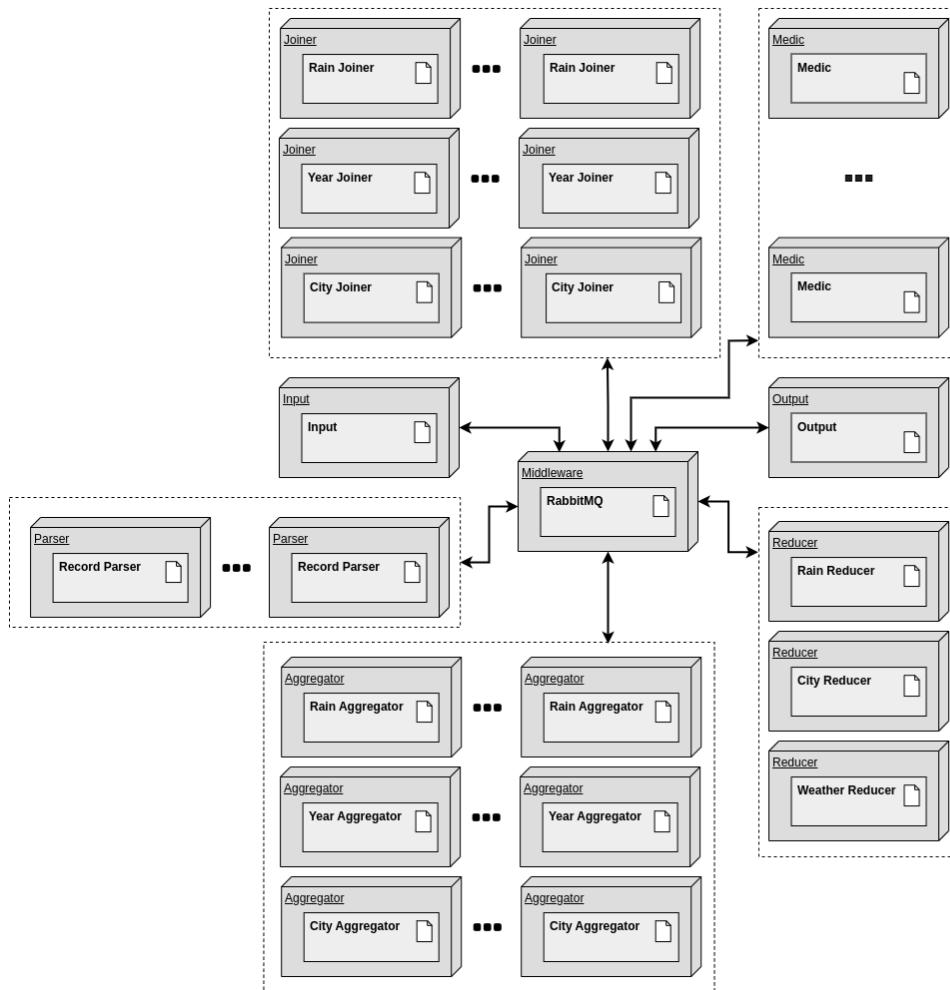 Joiner
Rain Joiner
Joiner
Rain Joiner
Medic
Medic
Joiner
Year Joiner
Joiner
Year Joiner
Joiner
City Joiner
Joiner
City Joiner
Medic
Medic
Input
Input
Output
Output
Middleware
RabbitMQ
Parser
Record Parser
Parser
Record Parser
Reducer
Rain Reducer
Reducer
City Reducer
Reducer
Weather Reducer
Aggregator
Rain Aggregator
Aggregator
Rain Aggregator
Aggregator
Year Aggregator
Aggregator
Year Aggregator
Aggregator
City Aggregator
Aggregator
City Aggregator